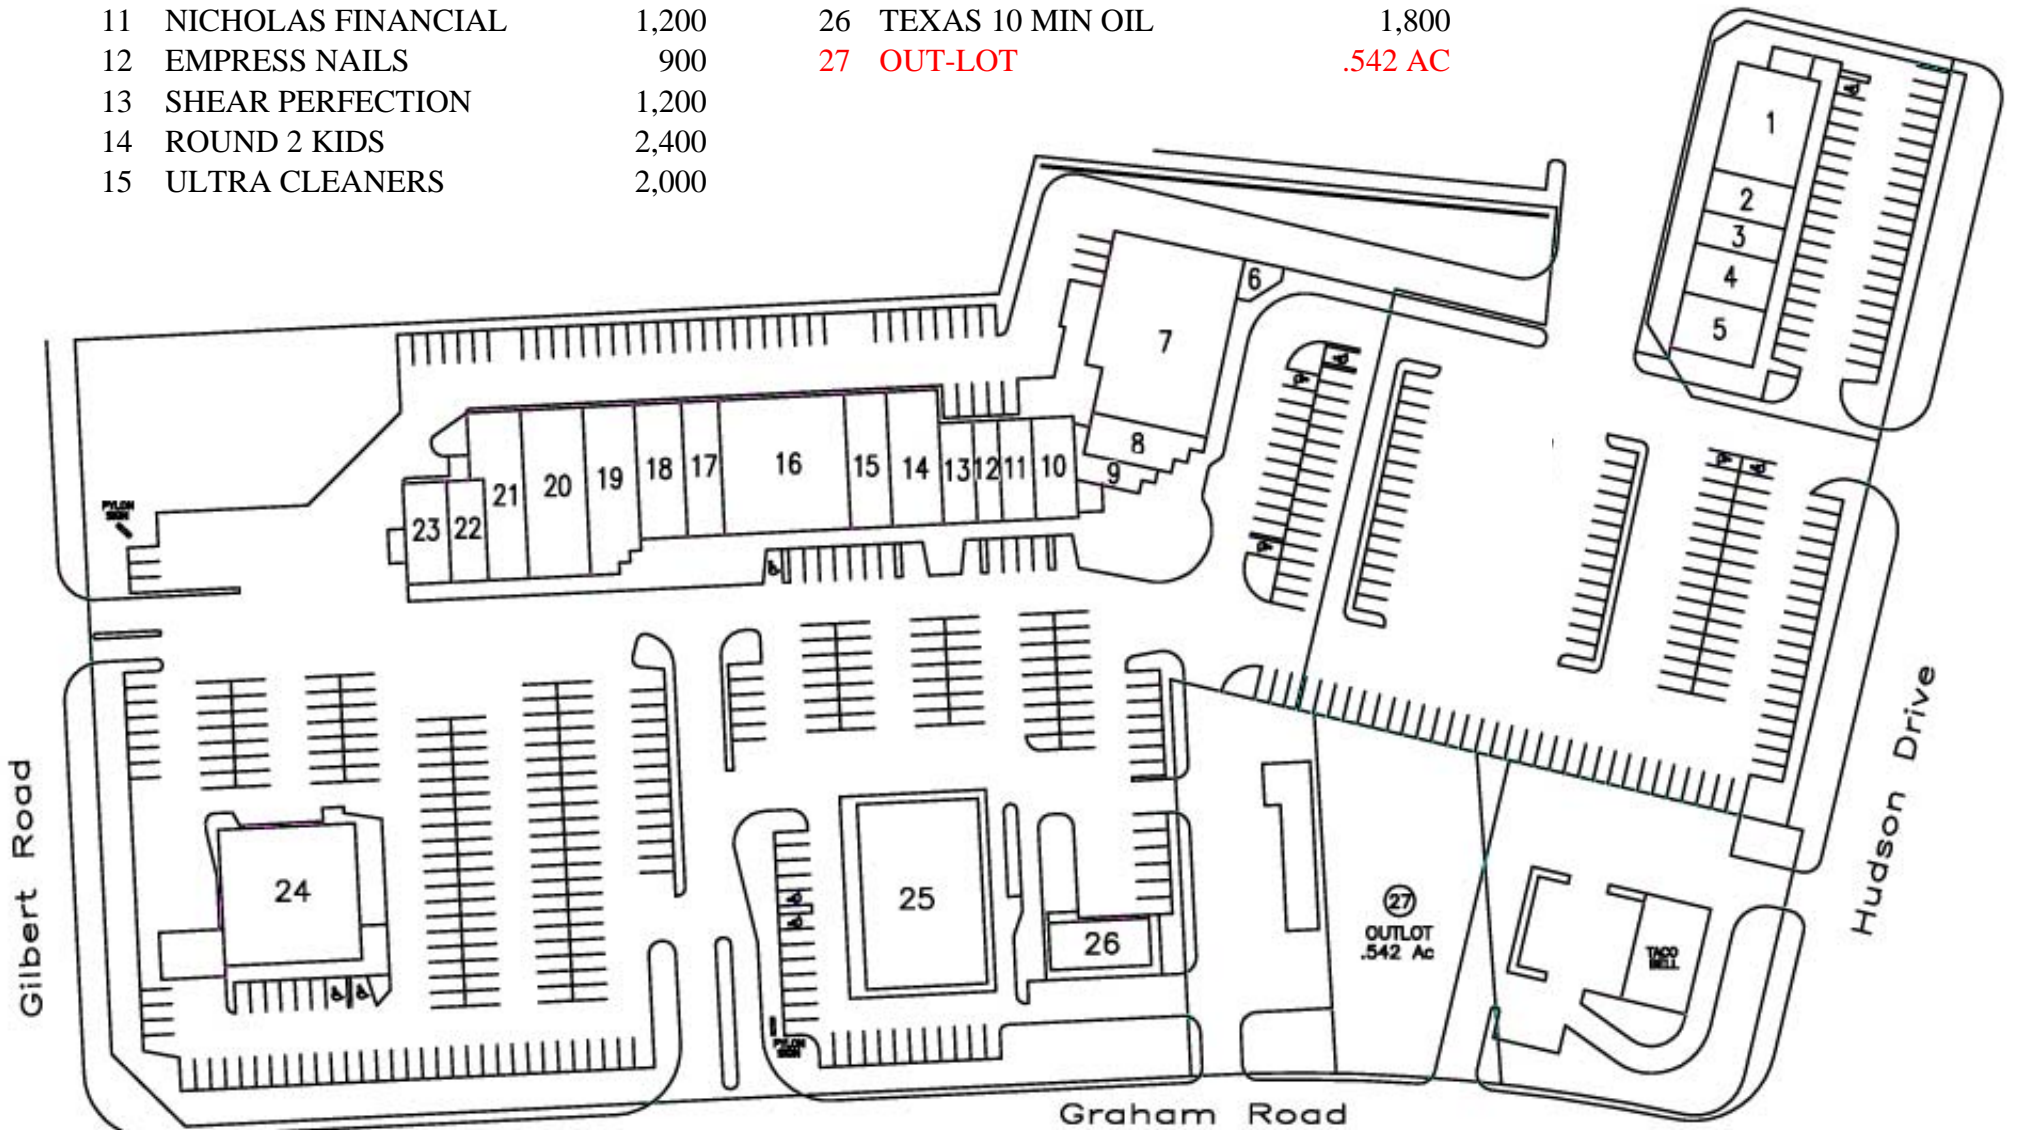 11 NICHOLAS FINANCIAL 1,200
12 EMPRESS NAILS 900
13 SHEAR PERFECTION 1,200
14 ROUND 2 KIDS 2,400
15 ULTRA CLEANERS 2,000
26 TEXAS 10 MIN OIL 1,800
27 OUT-LOT .542 AC
1
2
3
4
5
6
7
8
9
10
11
12
13
14
15
16
17
18
19
20
21
22
23
PYLON
SIGN
24
25
26
27
OUTLOT
.542 Ac
TACO
BELL
PYLON
SIGN
Gilbert Road
Graham Road
Hudson Drive